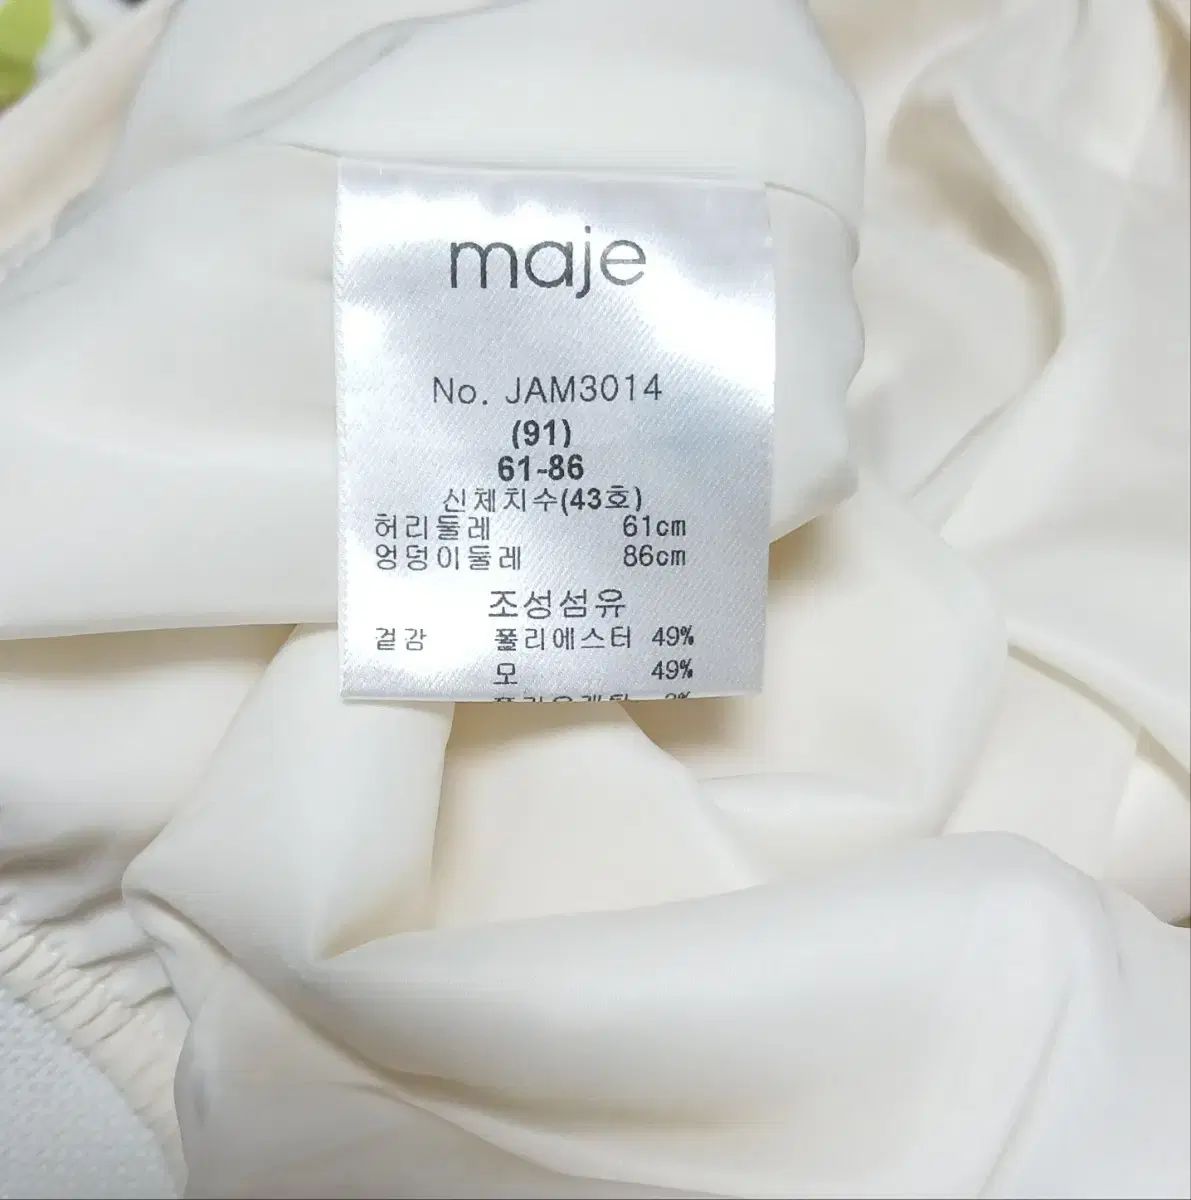 maje
No. JAM3014
(91)
61-86
신체치수(43호)
허리둘레 61cm
엉덩이둘레 86cm
조성섬유
겉감 폴리에스터 49%
모 49%